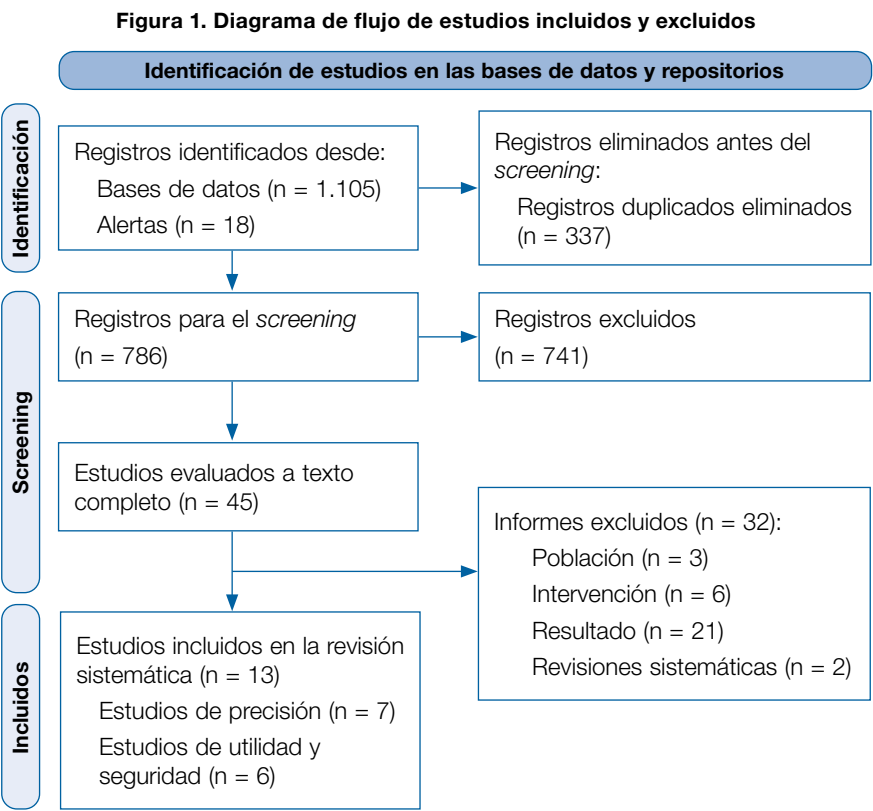 Figura 1. Diagrama de flujo de estudios incluidos y excluidos
Identificación de estudios en las bases de datos y repositorios
Identificación
Registros identificados desde:
Bases de datos (n = 1.105)
Alertas (n = 18)
Registros eliminados antes del
screening:
Registros duplicados eliminados
(n = 337)
Screening
Registros para el screening
(n = 786)
Registros excluidos
(n = 741)
Estudios evaluados a texto
completo (n = 45)
Informes excluidos (n = 32):
Población (n = 3)
Intervención (n = 6)
Resultado (n = 21)
Revisiones sistemáticas (n = 2)
Incluidos
Estudios incluidos en la revisión
sistemática (n = 13)
Estudios de precisión (n = 7)
Estudios de utilidad y
seguridad (n = 6)